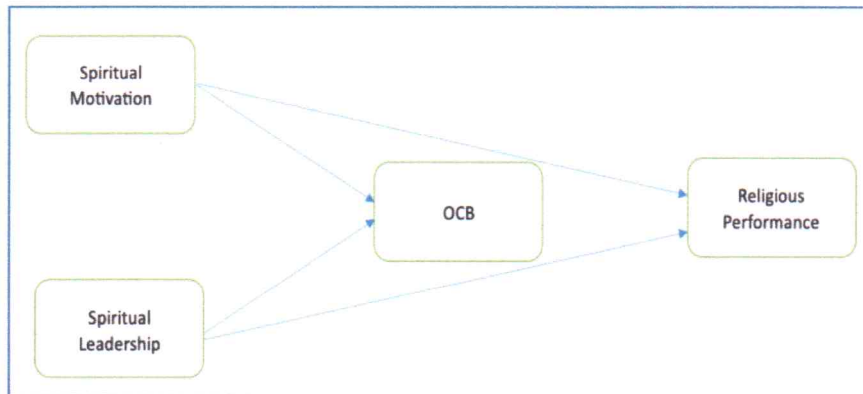 Spiritual
Motivation
OCB
Religious
Performance
Spiritual
Leadership